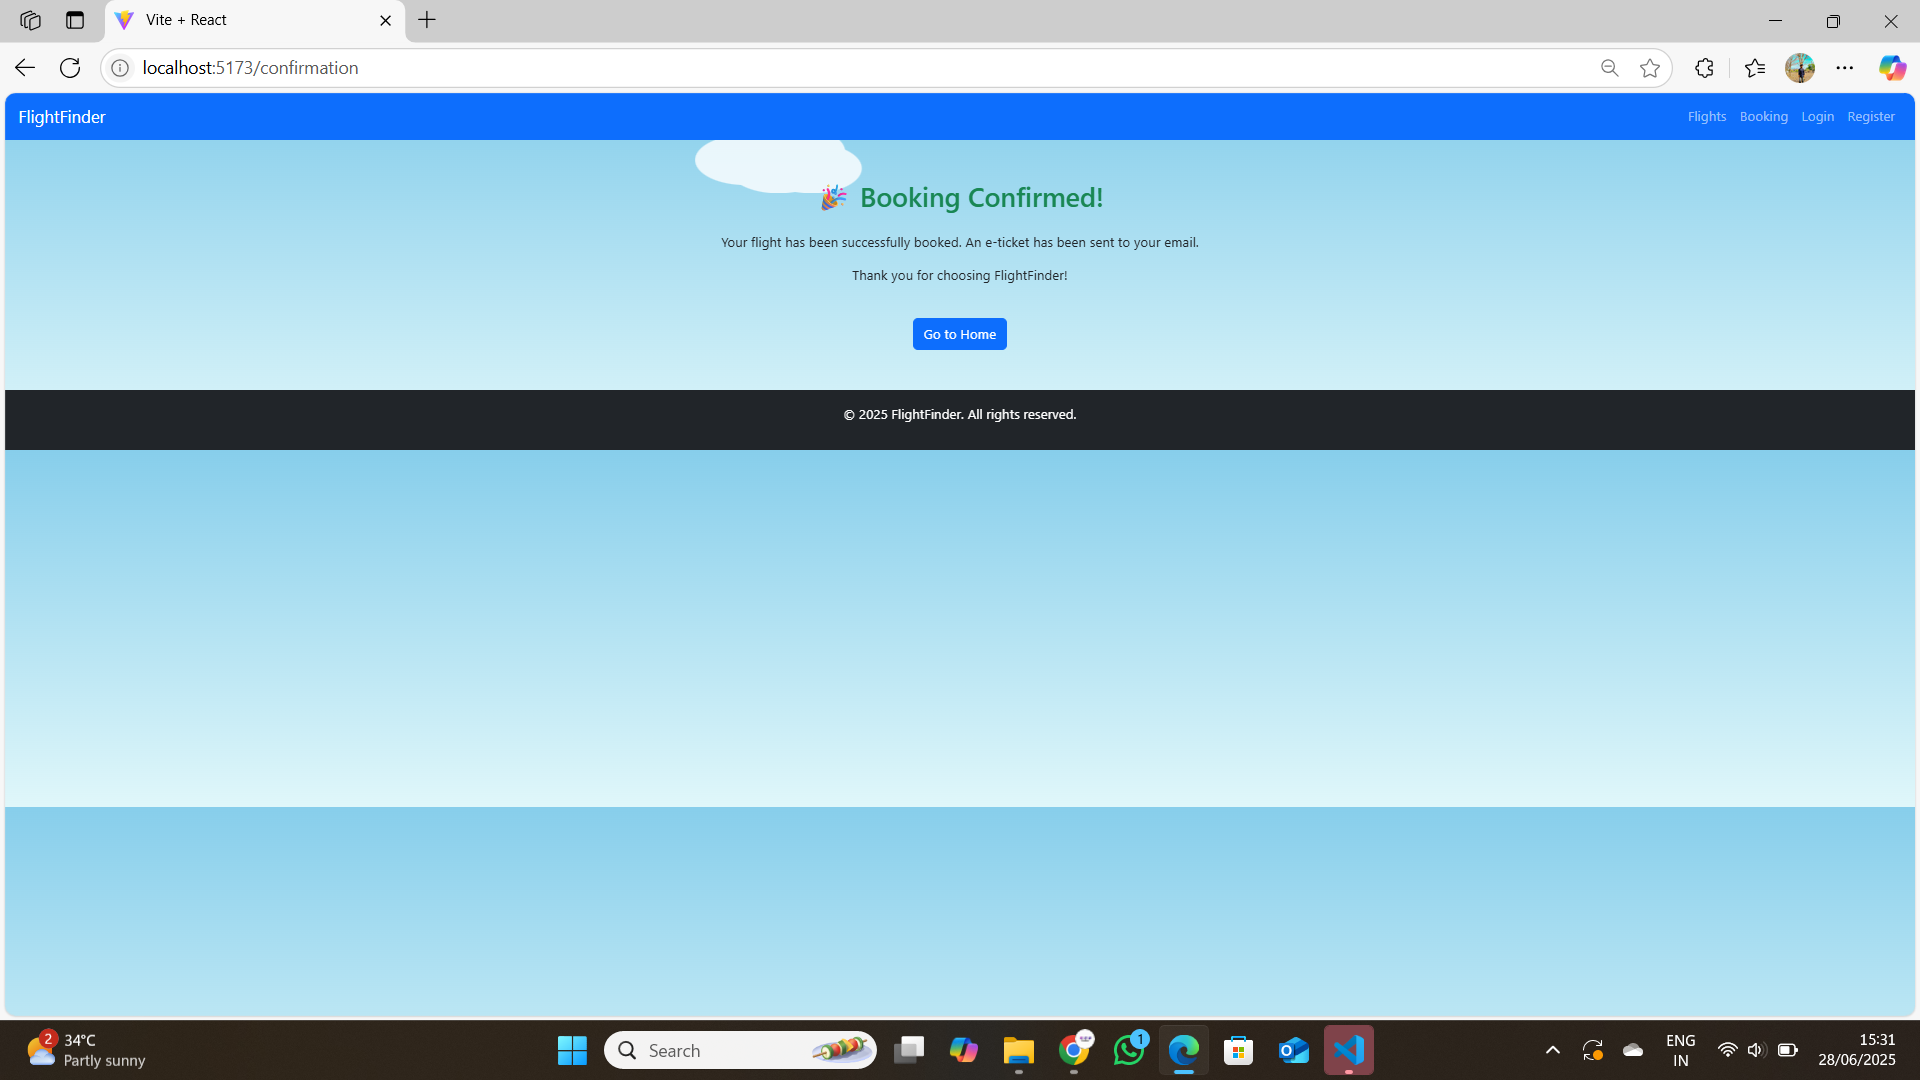 Vite + React
localhost:5173/confirmation
FlightFinder
Flights Booking Login Register
🎉 Booking Confirmed!
Your flight has been successfully booked. An e-ticket has been sent to your email.
Thank you for choosing FlightFinder!
Go to Home
© 2025 FlightFinder. All rights reserved.
2
34°C
Partly sunny
Search
1
ENG
IN
15:31
28/06/2025